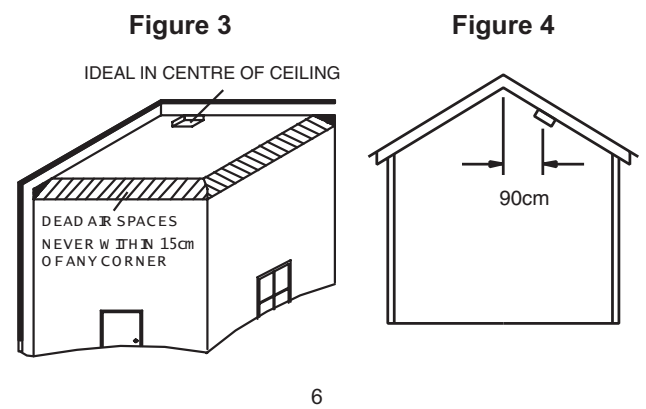 Figure 3
Figure 4
IDEAL IN CENTRE OF CEILING
DEAD AIR SPACES
NEVER WITHIN 15cm
OF ANY CORNER
90cm
6